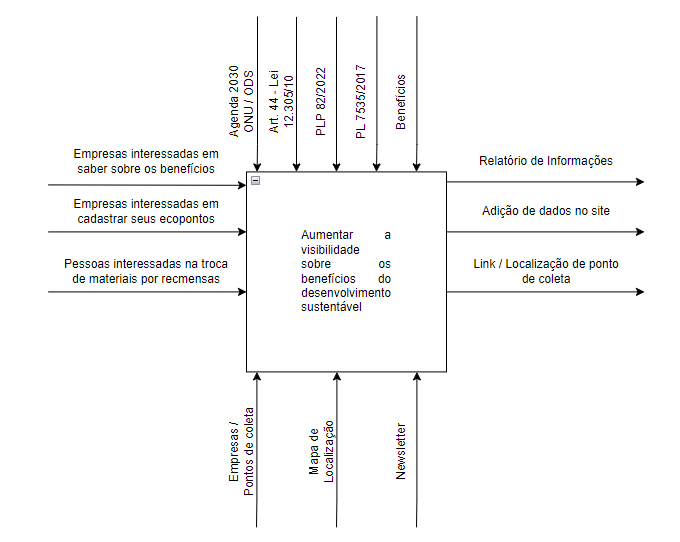 Agenda 2030
ONU / ODS
Art. 44 - Lei
12.305/10
PLP 82/2022
PL 7535/2017
Benefícios
Empresas interessadas em
saber sobre os benefícios
Empresas interessadas em
cadastrar seus ecopontos
Pessoas interessadas na troca
de materiais por recmensas
Aumentar a
visibilidade
sobre os
benefícios do
desenvolvimento
sustentável
Relatório de Informações
Adição de dados no site
Link / Localização de ponto
de coleta
Empresas /
Pontos de coleta
Mapa de
Localização
Newsletter